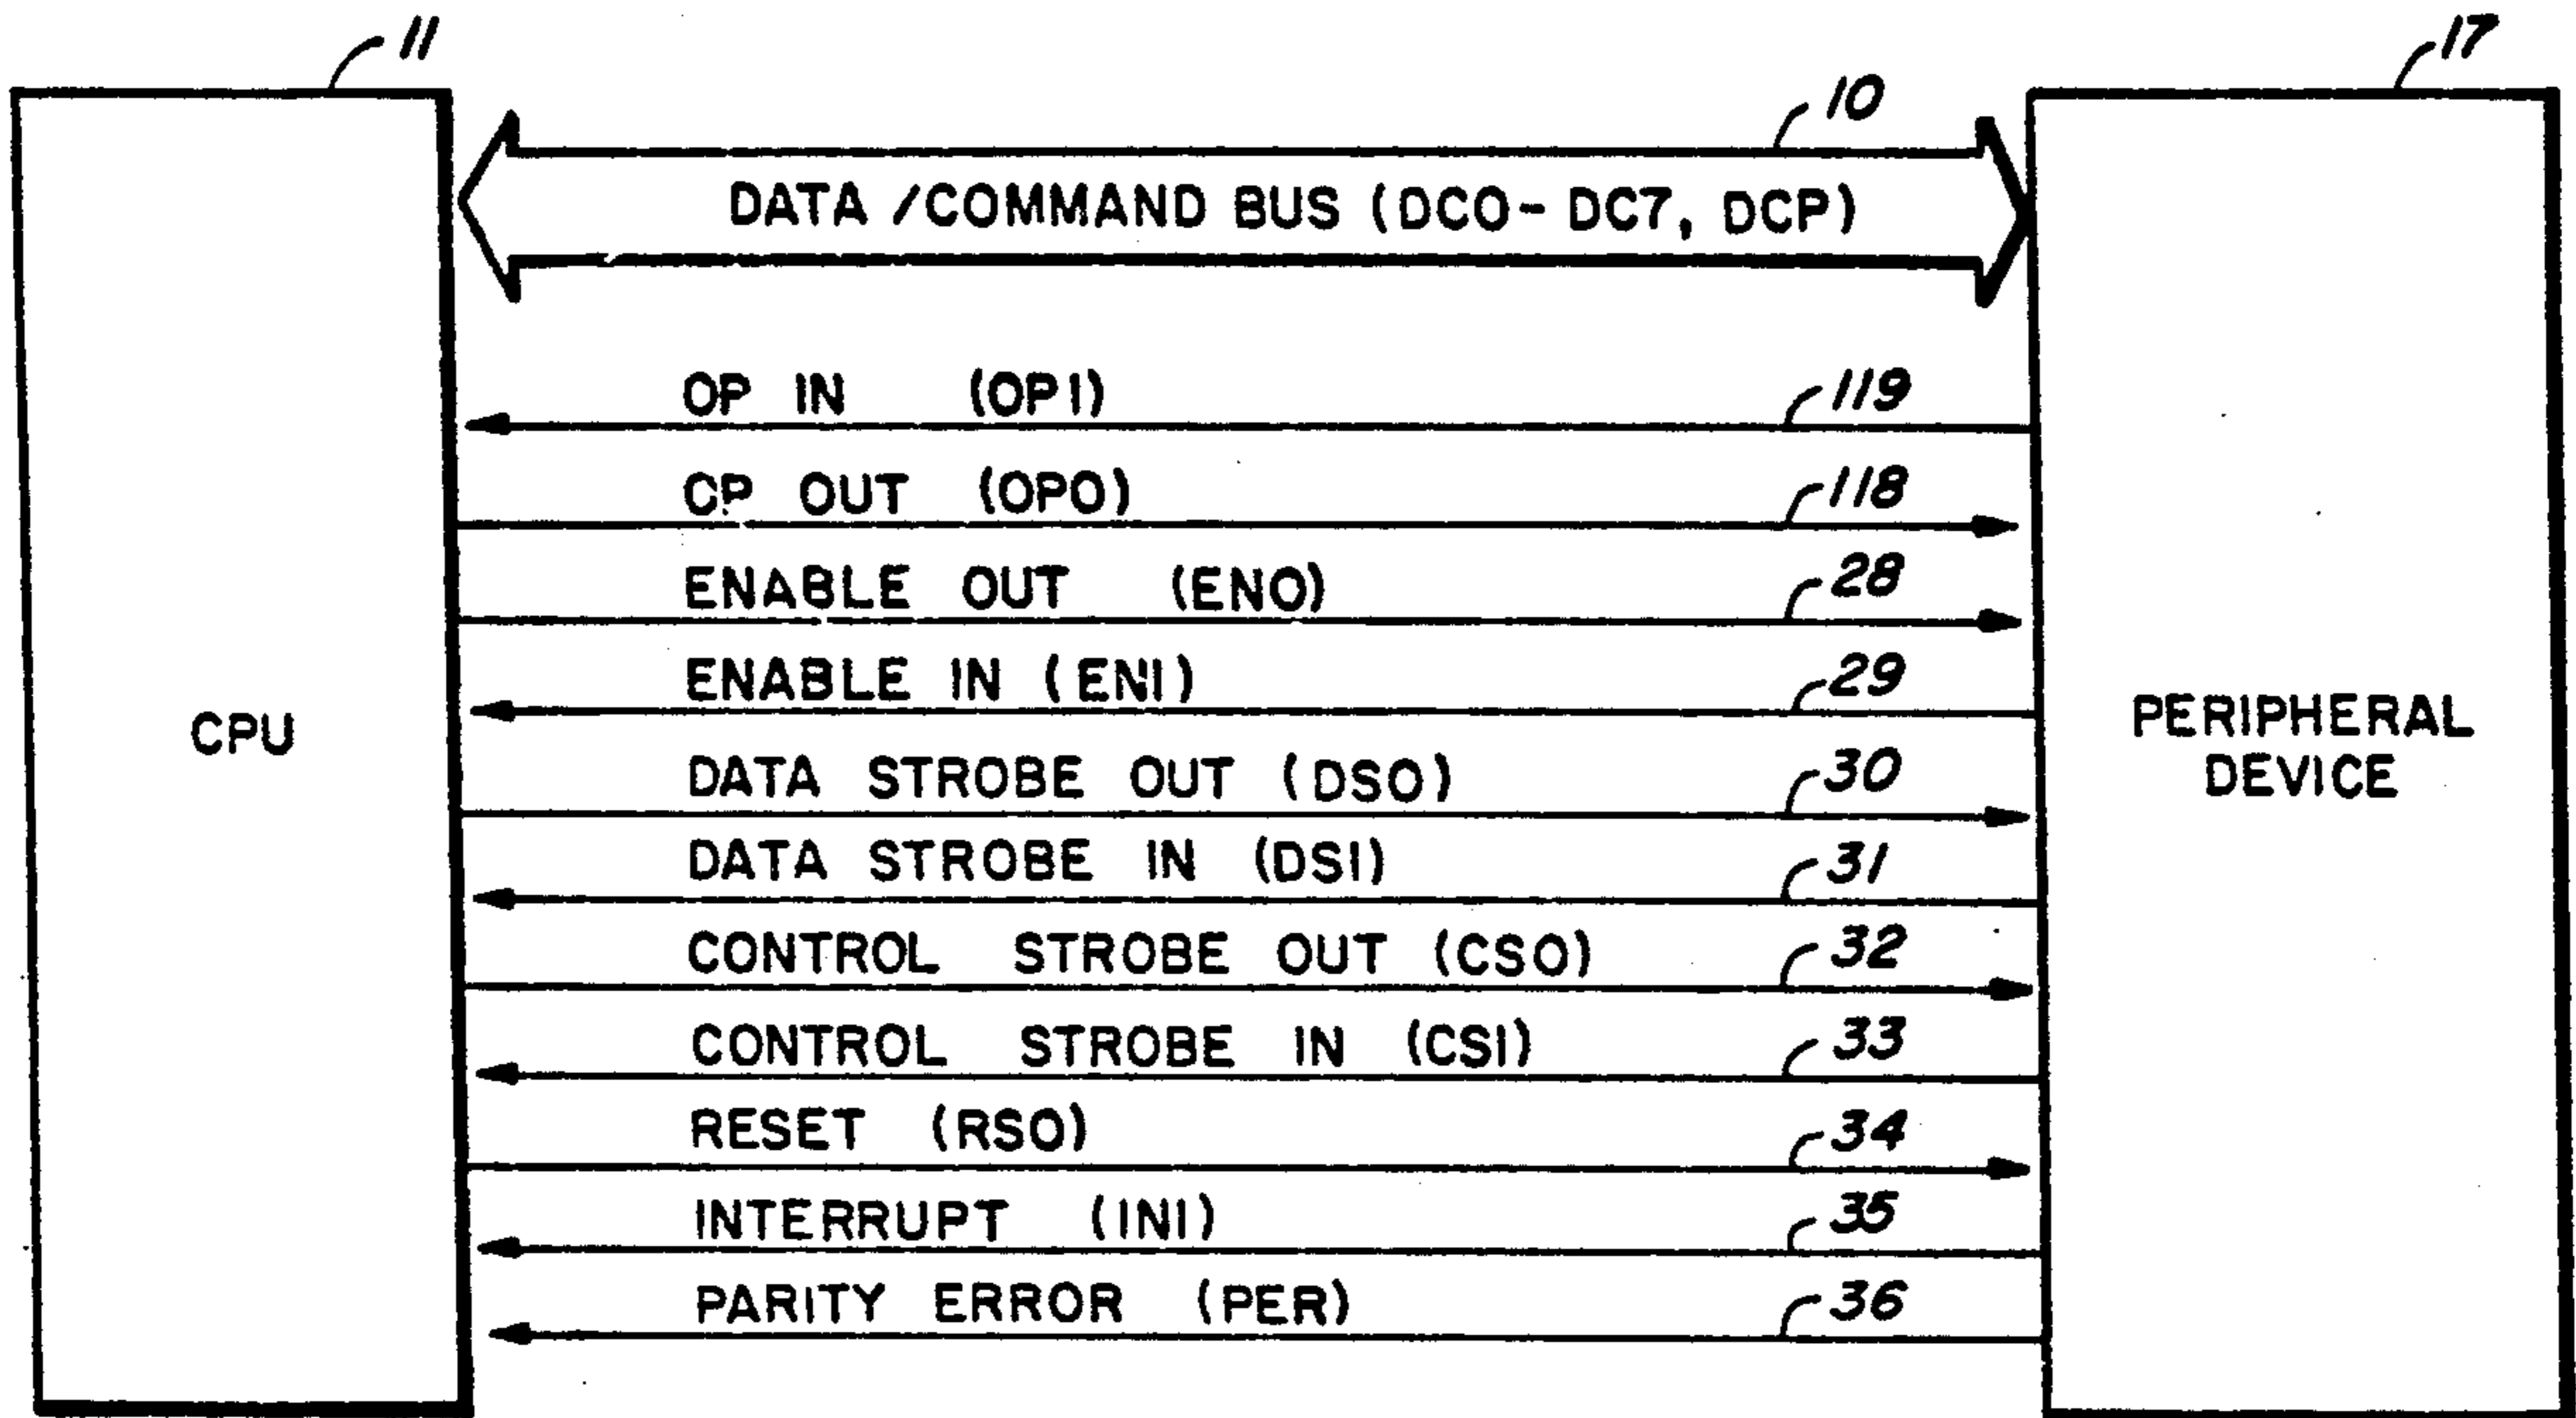 11
17
10
DATA /COMMAND BUS (DC0- DC7, DCP)
OP IN (OPI)
119
OP OUT (OPO)
118
ENABLE OUT (ENO)
28
ENABLE IN (ENI)
29
CPU
PERIPHERAL
DEVICE
DATA STROBE OUT (DSO)
30
DATA STROBE IN (DSI)
31
CONTROL STROBE OUT (CSO)
32
CONTROL STROBE IN (CSI)
33
RESET (RSO)
34
INTERRUPT (INI)
35
PARITY ERROR (PER)
36